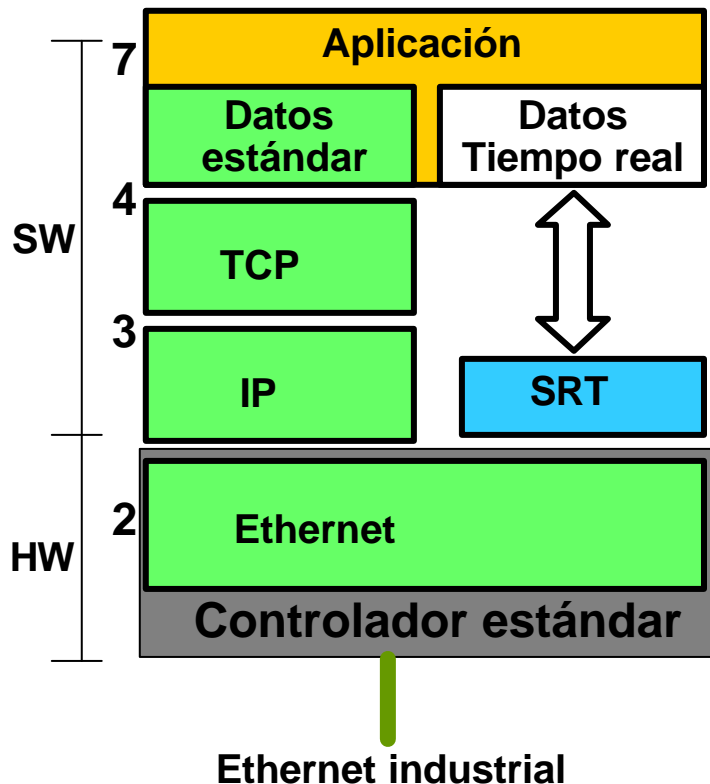 7
Aplicación
Datos
estándar
Datos
Tiempo real
4
SW
TCP
3
IP
SRT
2
Ethernet
HW
Controlador estándar
Ethernet industrial